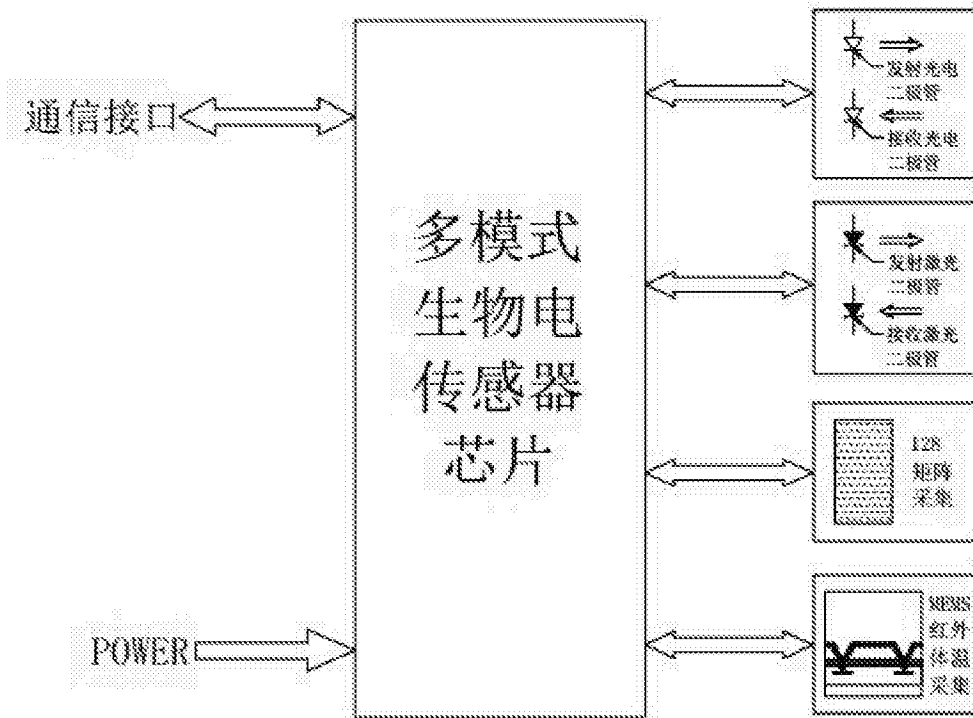 通信接口
POWER
多模式
生物电
传感器
芯片
发射光电
二极管
接收光电
二极管
发射激光
二极管
接收激光
二极管
128
矩阵
采集
MEMS
红外
体温
采集